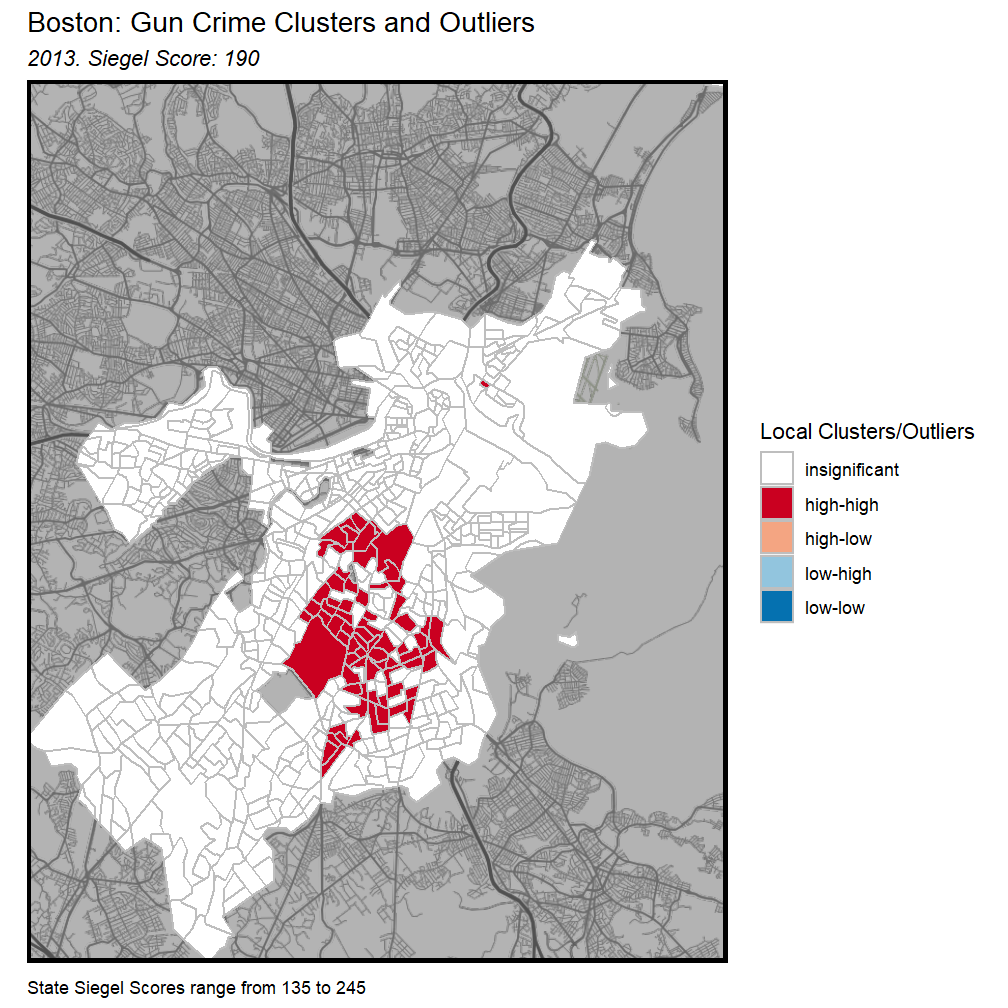 Boston: Gun Crime Clusters and Outliers
2013. Siegel Score: 190
Local Clusters/Outliers
insignificant
high-high
high-low
low-high
low-low
State Siegel Scores range from 135 to 245